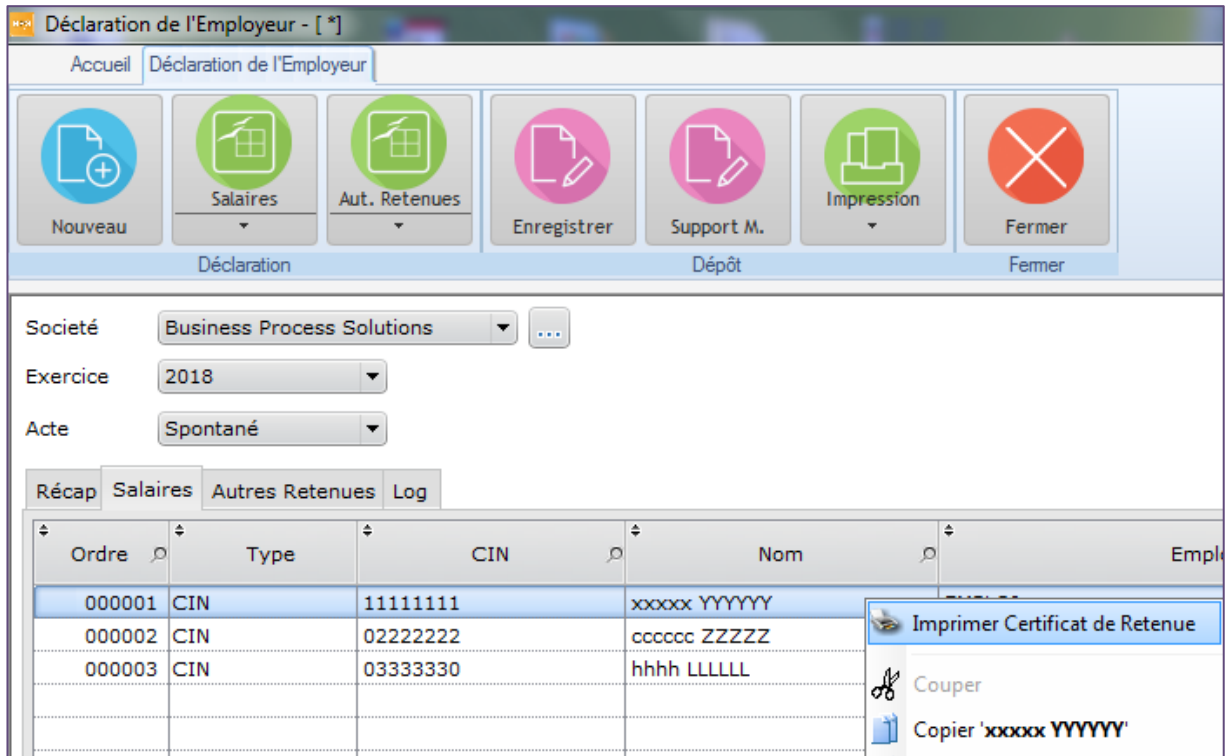 Déclaration de l'Employeur - [ *]
Accueil Déclaration de l'Employeur
Nouveau Salaires Aut. Retenues Enregistrer Support M. Impression Fermer
Déclaration Dépôt Fermer
Societé Business Process Solutions ...
Exercice 2018
Acte Spontané
Récap Salaires Autres Retenues Log
Ordre Type CIN Nom
000001 CIN 11111111 xxxxx YYYYYY
000002 CIN 02222222 cccccc ZZZZZ
000003 CIN 03333330 hhhh LLLLLL
Imprimer Certificat de Retenue
Couper
Copier 'xxxxx YYYYYY'